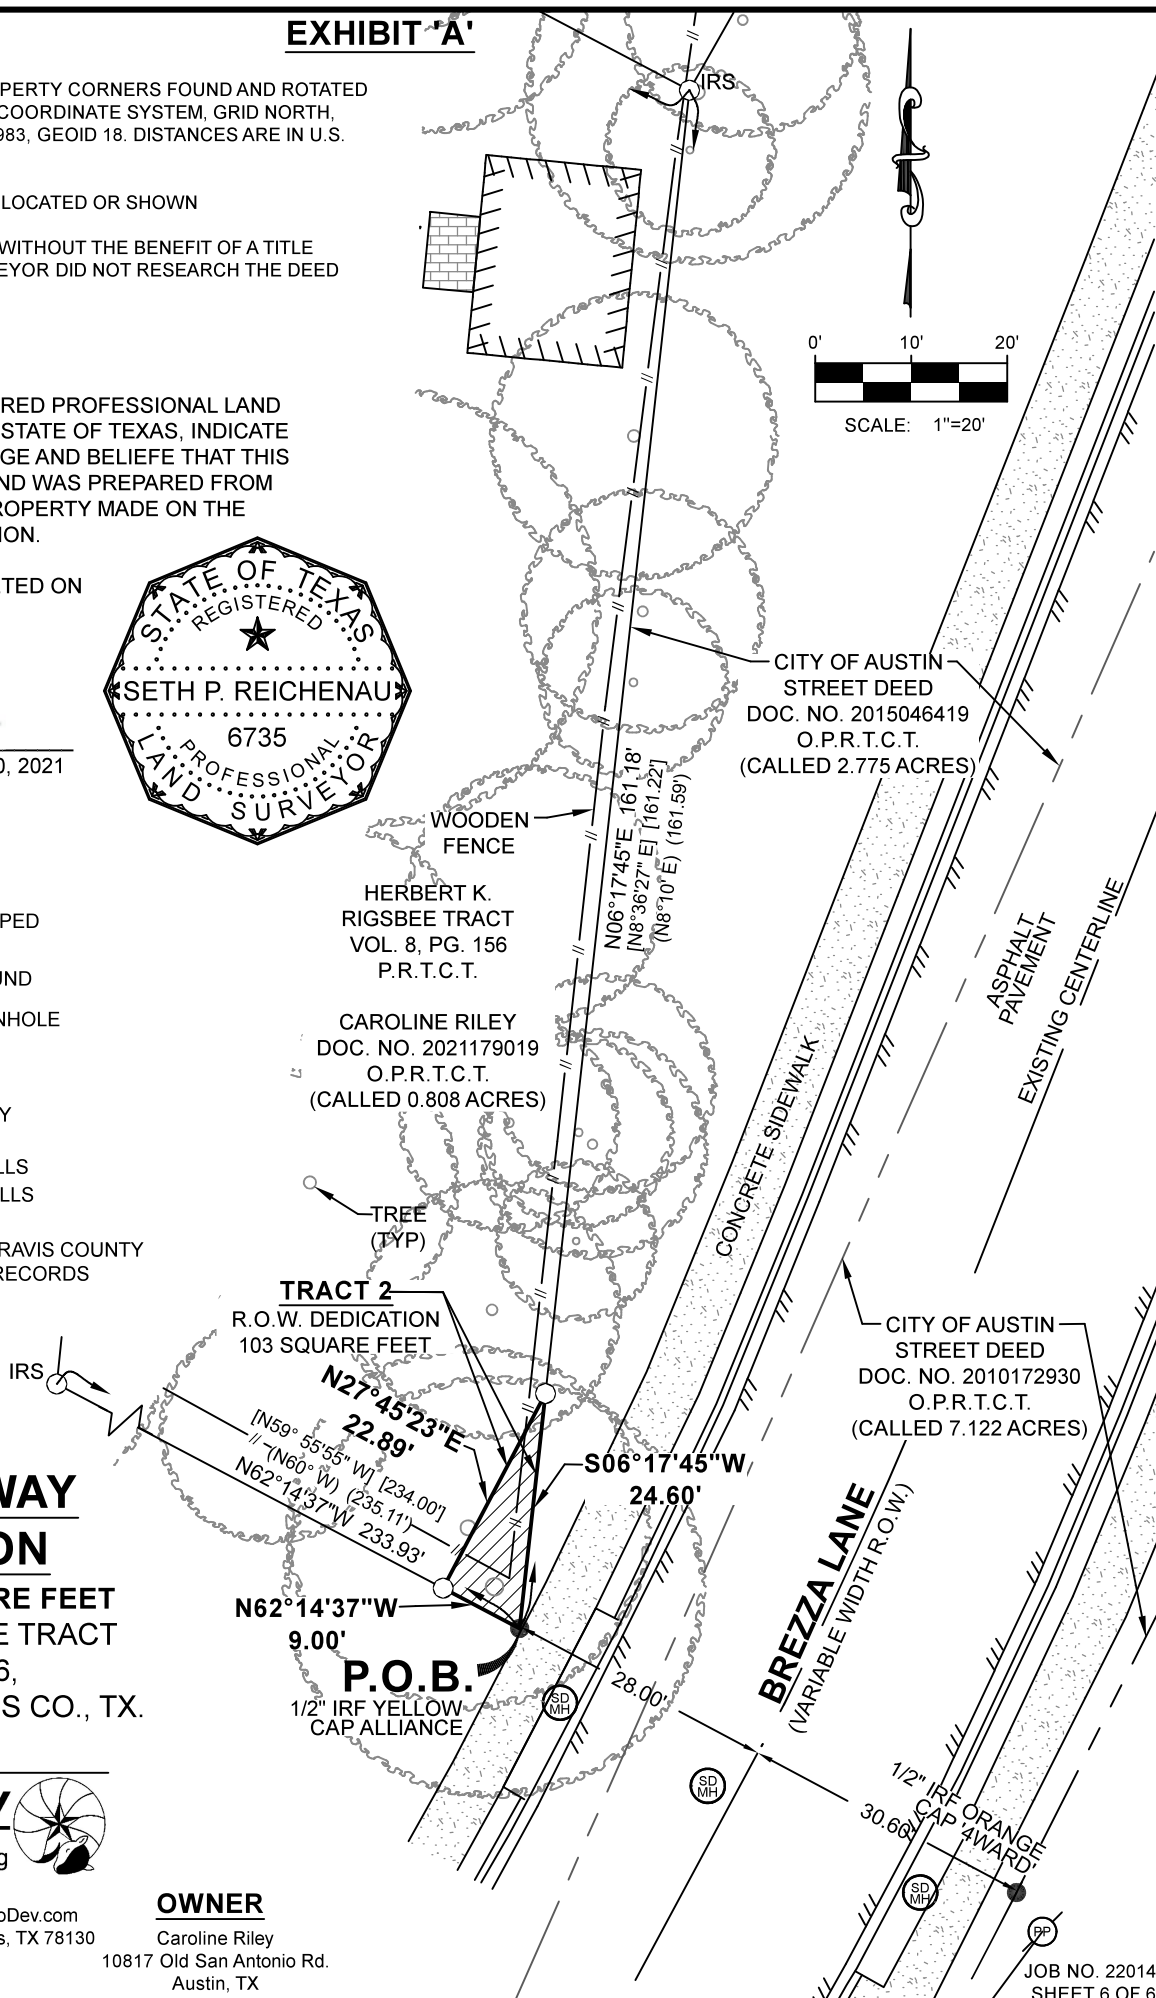 EXHIBIT 'A'
PERTY CORNERS FOUND AND ROTATED
COORDINATE SYSTEM, GRID NORTH,
983, GEOID 18. DISTANCES ARE IN U.S.
LOCATED OR SHOWN
WITHOUT THE BENEFIT OF A TITLE
EYOR DID NOT RESEARCH THE DEED
IRS
0' 10' 20'
SCALE: 1"=20'
RED PROFESSIONAL LAND
STATE OF TEXAS, INDICATE
GE AND BELIEFE THAT THIS
ND WAS PREPARED FROM
ROPERTY MADE ON THE
ION.
ETED ON
STATE OF TEXAS
REGISTERED
SETH P. REICHENAU
6735
PROFESSIONAL
LAND SURVEYOR
0, 2021
CITY OF AUSTIN
STREET DEED
DOC. NO. 2015046419
O.P.R.T.C.T.
(CALLED 2.775 ACRES)
WOODEN
FENCE
N06°17'45"E 161.18'
[N8°36'27" E] [161.22']
(N8°10' E) (161.59')
HERBERT K.
RIGSBEE TRACT
VOL. 8, PG. 156
P.R.T.C.T.
PED
UND
NHOLE
CAROLINE RILEY
DOC. NO. 2021179019
O.P.R.T.C.T.
(CALLED 0.808 ACRES)
ASPHALT
PAVEMENT
EXISTING CENTERLINE
CONCRETE SIDEWALK
Y
LLS
LLS
RAVIS COUNTY
RECORDS
TREE
(TYP)
TRACT 2
R.O.W. DEDICATION
103 SQUARE FEET
CITY OF AUSTIN
STREET DEED
DOC. NO. 2010172930
O.P.R.T.C.T.
(CALLED 7.122 ACRES)
IRS
N27°45'23"E
22.89'
[N59° 55'55" W] [234.00']
(N60° W) (235.11')
N62°14'37"W 233.93'
S06°17'45"W
24.60'
N62°14'37"W
9.00'
P.O.B.
1/2" IRF YELLOW
CAP ALLIANCE
BREZZA LANE
(VARIABLE WIDTH R.O.W.)
28.00'
SD
MH
SD
MH
30.60'
1/2" IRF ORANGE
CAP '4WARD'
SD
MH
PP
WAY
ON
RE FEET
E TRACT
6,
S CO., TX.
Y
g
oDev.com
s, TX 78130
OWNER
Caroline Riley
10817 Old San Antonio Rd.
Austin, TX
JOB NO. 22014
SHEET 6 OF 6